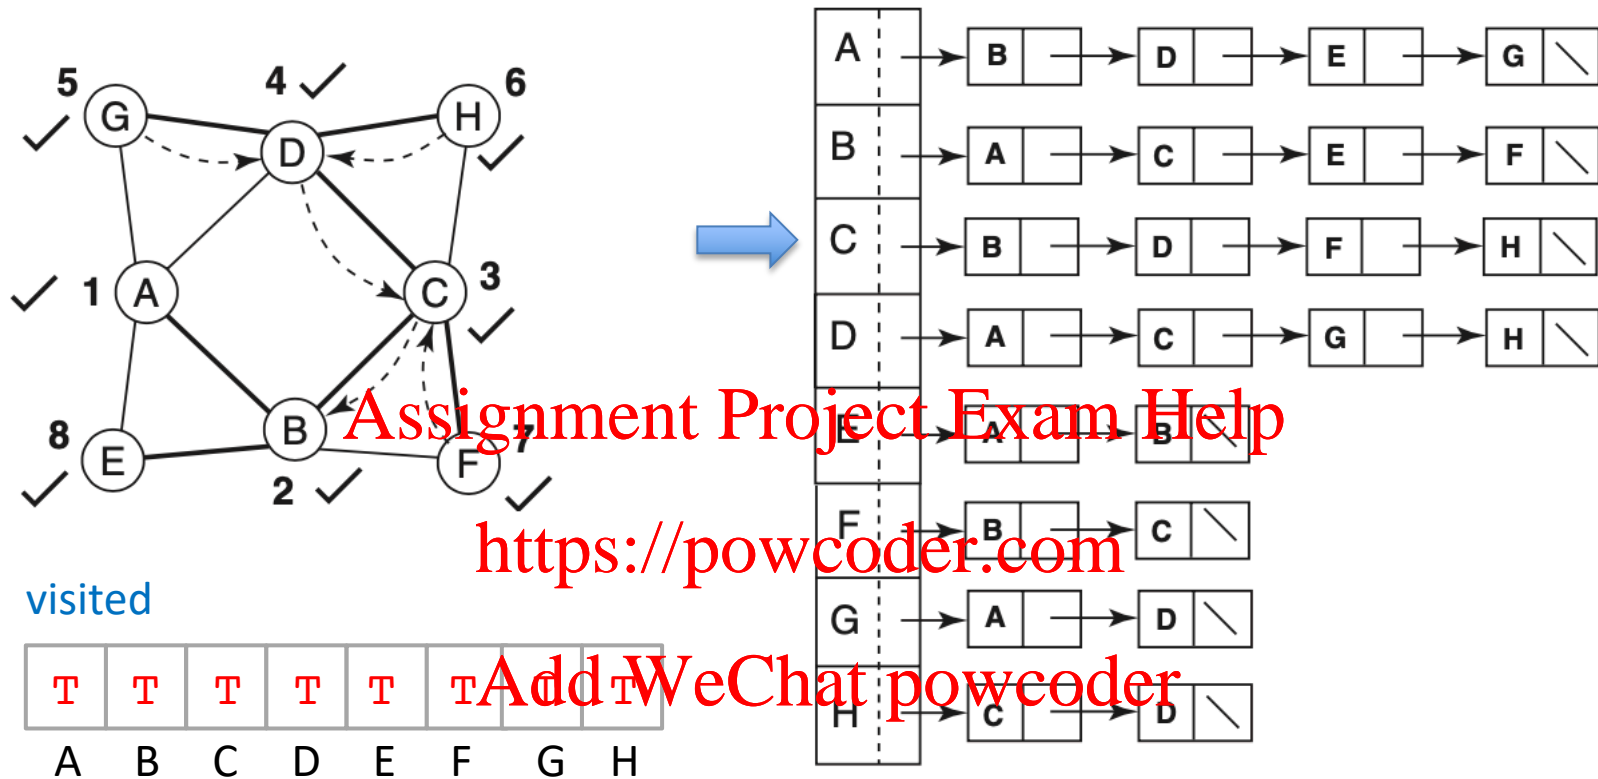 5 G 4 D H 6
1 A C 3
8 E B 2 F 7
A B D E G
B A C E F
C B D F H
D A C G H
E A B
F B C
G A D
H C D
Assignment Project Exam Help
https://powcoder.com
Add WeChat powcoder
visited
T T T T T T T T
A B C D E F G H